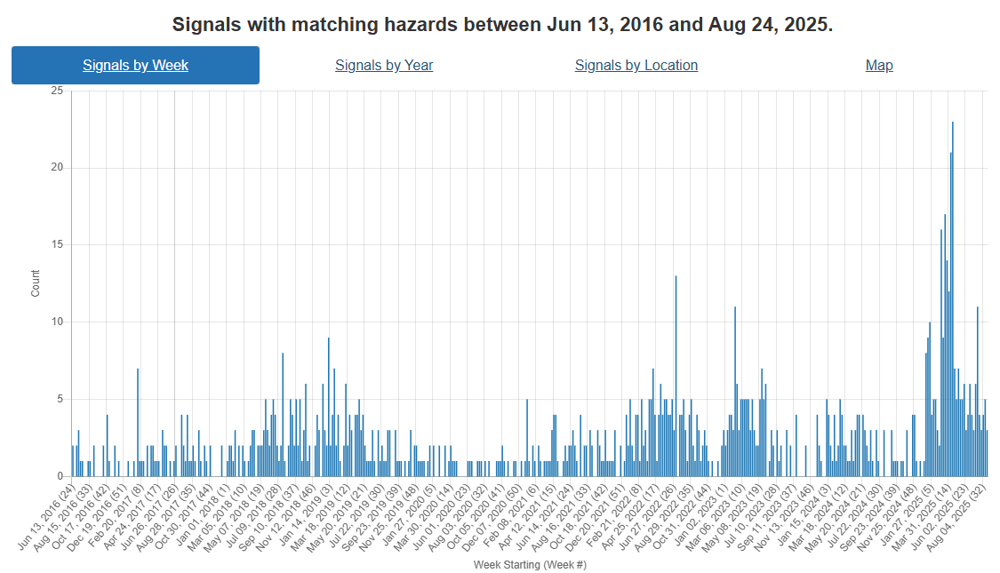 Signals with matching hazards between Jun 13, 2016 and Aug 24, 2025.
Signals by Week
Signals by Year
Signals by Location
Map
25
20
15
10
5
0
Count
Jun 13, 2016 (24)
Aug 15, 2016 (33)
Oct 17, 2016 (42)
Dec 19, 2016 (51)
Feb 20, 2017 (8)
Apr 24, 2017 (17)
Jun 26, 2017 (26)
Aug 28, 2017 (35)
Oct 30, 2017 (44)
Jan 01, 2018 (1)
Mar 05, 2018 (10)
May 07, 2018 (19)
Jul 09, 2018 (28)
Sep 10, 2018 (37)
Nov 12, 2018 (46)
Jan 14, 2019 (3)
Mar 18, 2019 (12)
May 20, 2019 (21)
Jul 22, 2019 (30)
Sep 23, 2019 (39)
Nov 25, 2019 (48)
Jan 27, 2020 (5)
Mar 30, 2020 (14)
Jun 01, 2020 (23)
Aug 03, 2020 (32)
Oct 05, 2020 (41)
Dec 07, 2020 (50)
Feb 08, 2021 (6)
Apr 12, 2021 (15)
Jun 14, 2021 (24)
Aug 16, 2021 (33)
Oct 18, 2021 (42)
Dec 20, 2021 (51)
Feb 21, 2022 (8)
Apr 25, 2022 (17)
Jun 27, 2022 (26)
Aug 29, 2022 (35)
Oct 31, 2022 (44)
Jan 02, 2023 (1)
Mar 06, 2023 (10)
May 08, 2023 (19)
Jul 10, 2023 (28)
Sep 11, 2023 (37)
Nov 13, 2023 (46)
Jan 15, 2024 (3)
Mar 18, 2024 (12)
May 20, 2024 (21)
Jul 22, 2024 (30)
Sep 23, 2024 (39)
Nov 25, 2024 (48)
Jan 27, 2025 (5)
Mar 31, 2025 (14)
Jun 02, 2025 (23)
Aug 04, 2025 (32)
Week Starting (Week #)